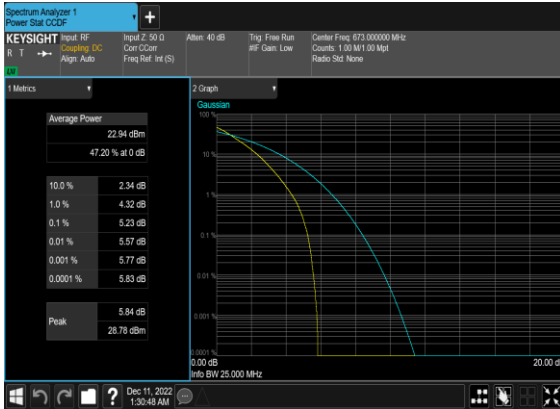 Spectrum Analyzer 1
Power Stat CCDF
+
KEYSIGHT
R T
Input: RF
Coupling: DC
Align: Auto
Input Z: 50 Ω
Corr CCorr
Freq Ref: Int (S)
Atten: 40 dB
Trig: Free Run
#IF Gain: Low
Center Freq: 673.000000 MHz
Counts: 1.00 M/1.00 Mpt
Radio Std: None
1 Metrics
Average Power
22.94 dBm
47.20 % at 0 dB
10.0 % 2.34 dB
1.0 % 4.32 dB
0.1 % 5.23 dB
0.01 % 5.57 dB
0.001 % 5.77 dB
0.0001 % 5.83 dB
Peak
5.84 dB
28.78 dBm
2 Graph
Gaussian
100 %
10 %
1 %
0.1 %
0.01 %
0.001 %
0.0001 %
0.00 dB
20.00 d
Info BW 25.000 MHz
?
Dec 11, 2022
1:30:48 AM